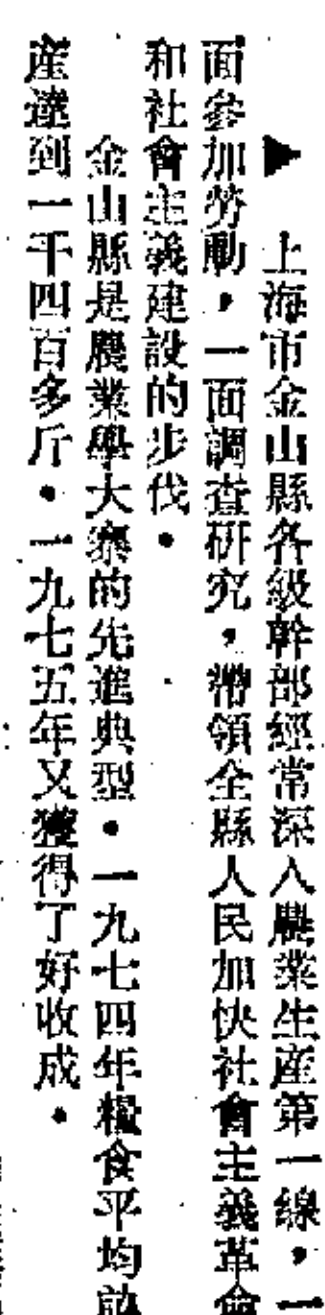 ▶　上海市金山縣各級幹部經常深入農業生産第一線，一
面參加勞動，一面調查研究，帶領全縣人民加快社會主義革命
和社會主義建設的步伐。
金山縣是農業學大寨的先進典型。一九七四年糧食平均畝
産達到一千四百多斤。一九七五年又獲得了好收成。